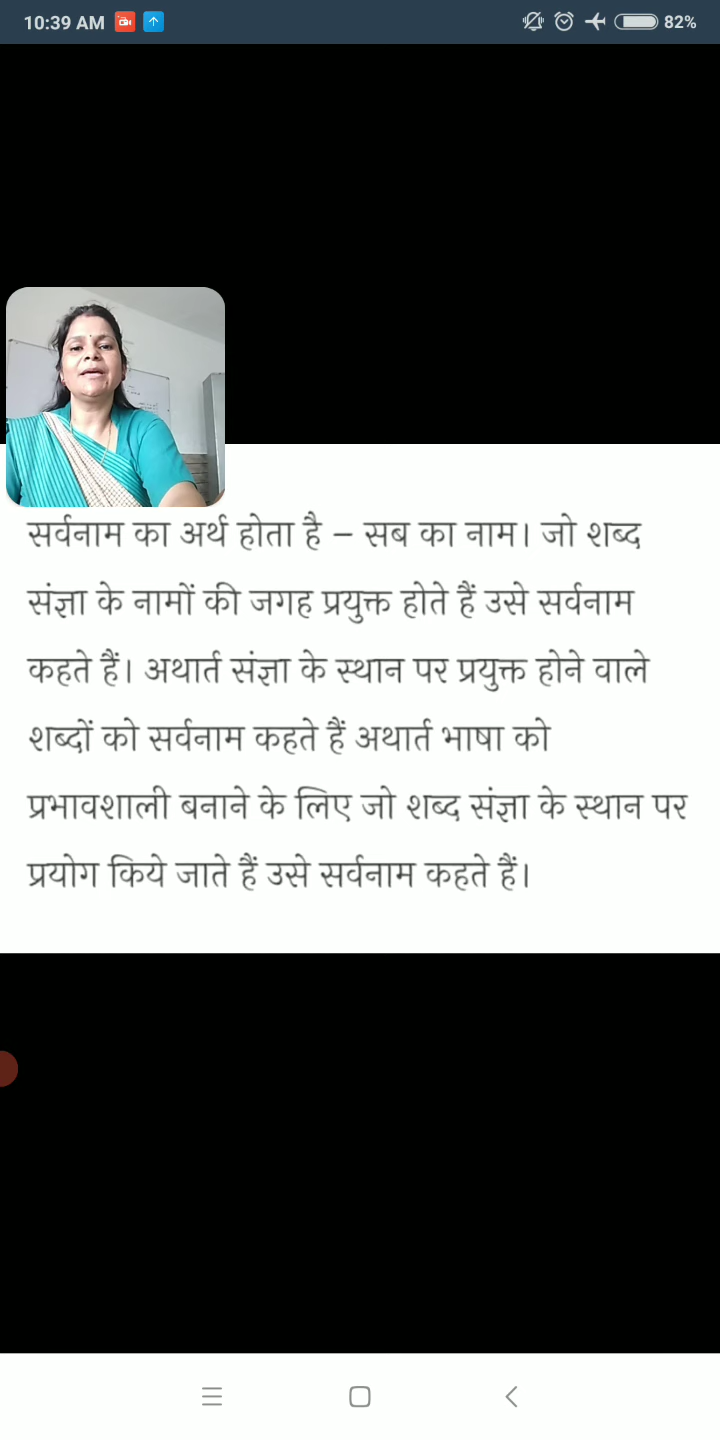 10:39 AM 82%
सर्वनाम का अर्थ होता है – सब का नाम। जो शब्द
संज्ञा के नामों की जगह प्रयुक्त होते हैं उसे सर्वनाम
कहते हैं। अथार्त संज्ञा के स्थान पर प्रयुक्त होने वाले
शब्दों को सर्वनाम कहते हैं अथार्त भाषा को
प्रभावशाली बनाने के लिए जो शब्द संज्ञा के स्थान पर
प्रयोग किये जाते हैं उसे सर्वनाम कहते हैं।